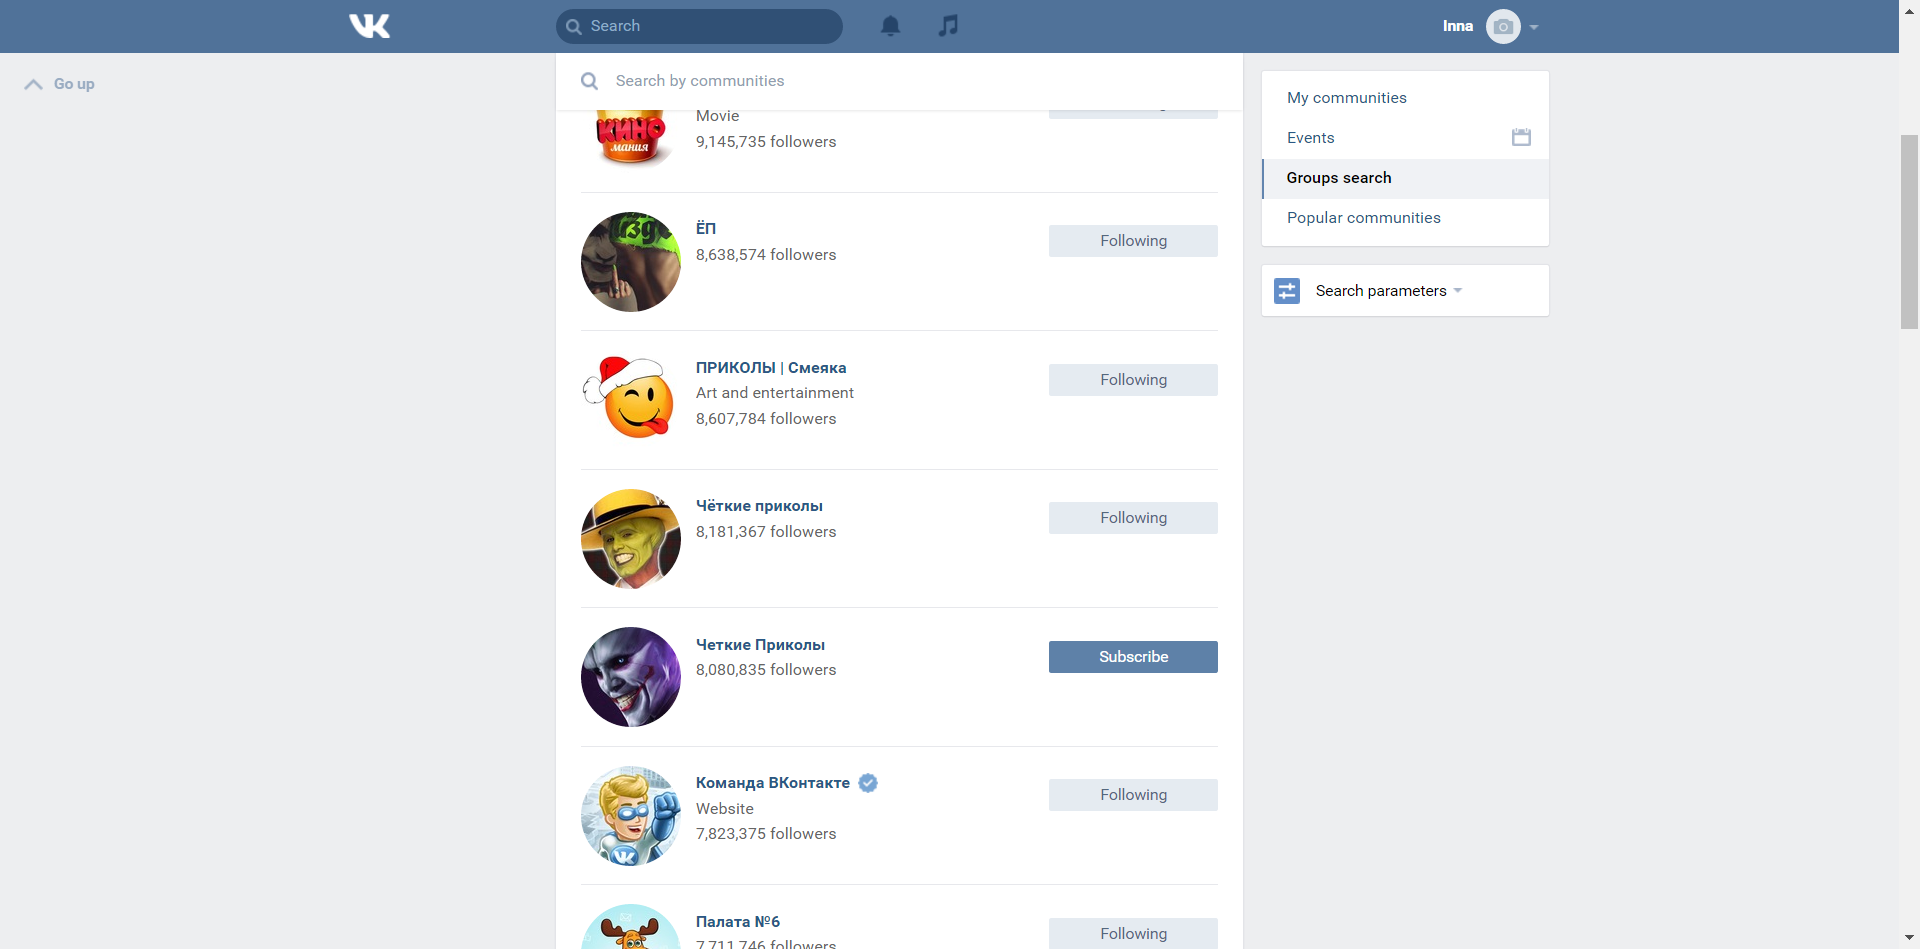 Search
Inna
Go up
Search by communities
Movie
9,145,735 followers
КИНО
мания
ЁП
8,638,574 followers
Following
ПРИКОЛЫ | Смеяка
Art and entertainment
8,607,784 followers
Following
Чёткие приколы
8,181,367 followers
Following
Четкие Приколы
8,080,835 followers
Subscribe
Команда ВКонтакте
Website
7,823,375 followers
Following
Палата №6
7,711,746 followers
Following
My communities
Events
Groups search
Popular communities
Search parameters